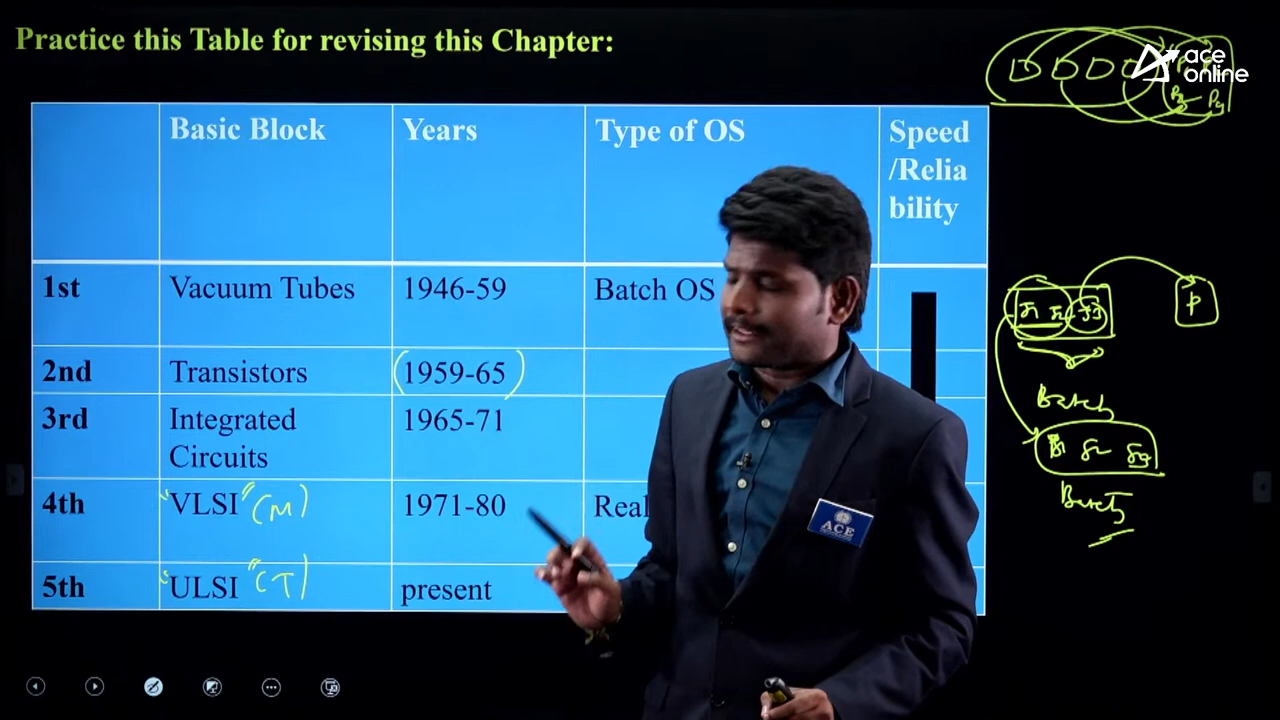 Practice this Table for revising this Chapter:
ace
online
Basic Block
Years
Type of OS
Speed
/Relia
bility
1st
Vacuum Tubes
1946-59
Batch OS
2nd
Transistors
(1959-65)
3rd
Integrated
Circuits
1965-71
4th
VLSI" (M)
1971-80
Real
5th
ULSI" (T)
present
ACE
P
Batch
Batch